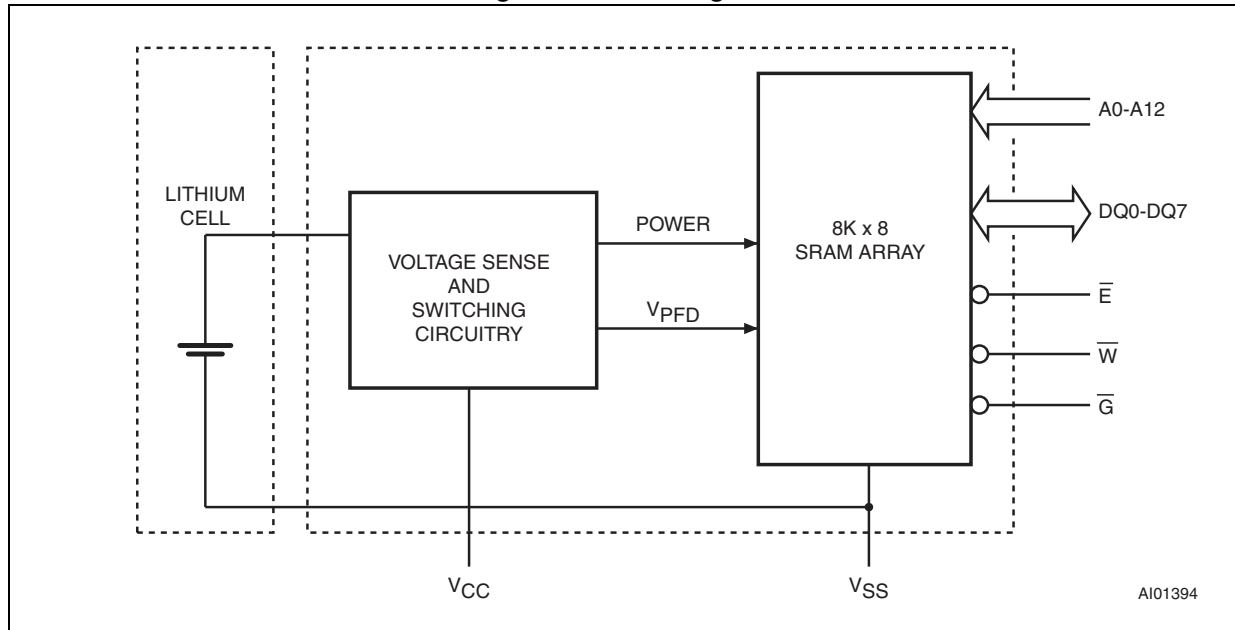 LITHIUM
CELL
VOLTAGE SENSE
AND
SWITCHING
CIRCUITRY
POWER
VPFD
8K x 8
SRAM ARRAY
A0-A12
DQ0-DQ7
E̅
W̅
G̅
VCC
VSS
AI01394